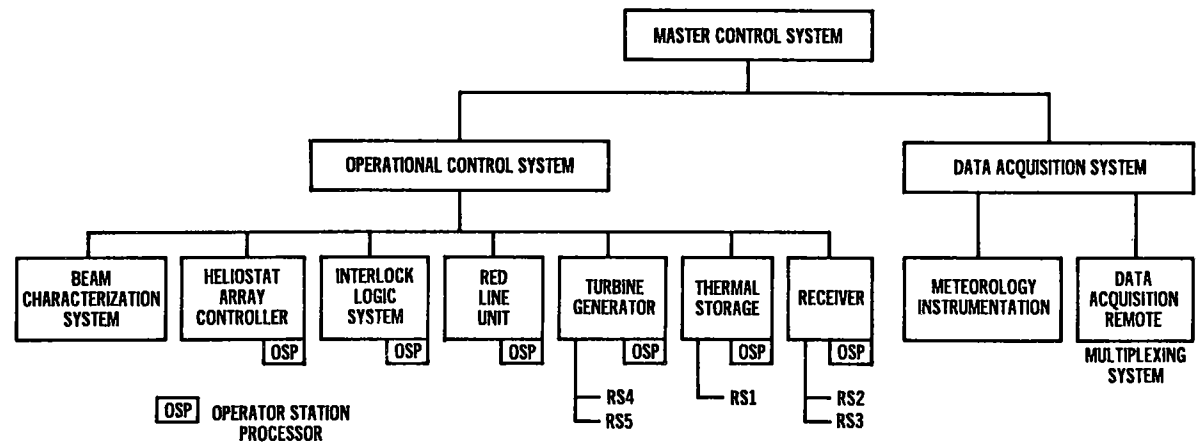 MASTER CONTROL SYSTEM
OPERATIONAL CONTROL SYSTEM
DATA ACQUISITION SYSTEM
BEAM
CHARACTERIZATION
SYSTEM
HELIOSTAT
ARRAY
CONTROLLER
OSP
INTERLOCK
LOGIC
SYSTEM
OSP
RED
LINE
UNIT
OSP
TURBINE
GENERATOR
OSP
RS4
RS5
THERMAL
STORAGE
OSP
RS1
RECEIVER
OSP
RS2
RS3
METEOROLOGY
INSTRUMENTATION
DATA
ACQUISITION
REMOTE
MULTIPLEXING
SYSTEM
OSP OPERATOR STATION
PROCESSOR